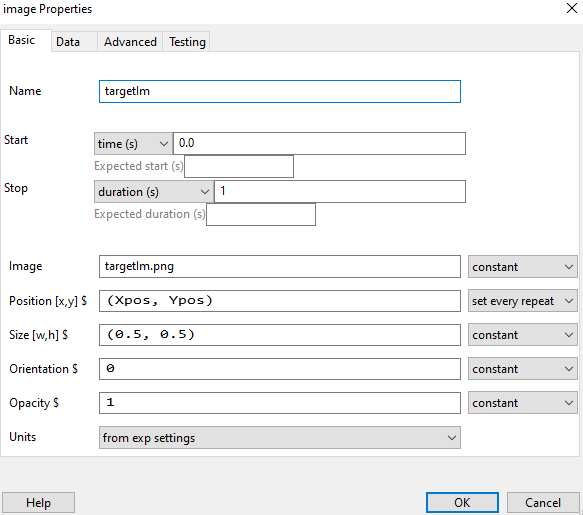 image Properties
Basic Data Advanced Testing
Name targetIm
Start time (s) 0.0
Expected start (s)
Stop duration (s) 1
Expected duration (s)
Image targetIm.png constant
Position [x,y] $ (Xpos, Ypos) set every repeat
Size [w,h] $ (0.5, 0.5) constant
Orientation $ 0 constant
Opacity $ 1 constant
Units from exp settings
Help OK Cancel